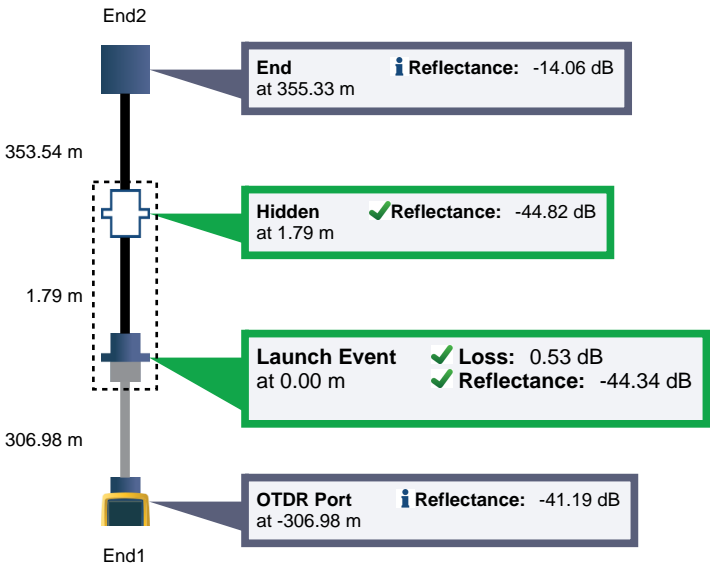 End2
End i Reflectance: -14.06 dB
at 355.33 m
353.54 m
Hidden Reflectance: -44.82 dB
at 1.79 m
1.79 m
Launch Event Loss: 0.53 dB
at 0.00 m Reflectance: -44.34 dB
306.98 m
OTDR Port i Reflectance: -41.19 dB
at -306.98 m
End1